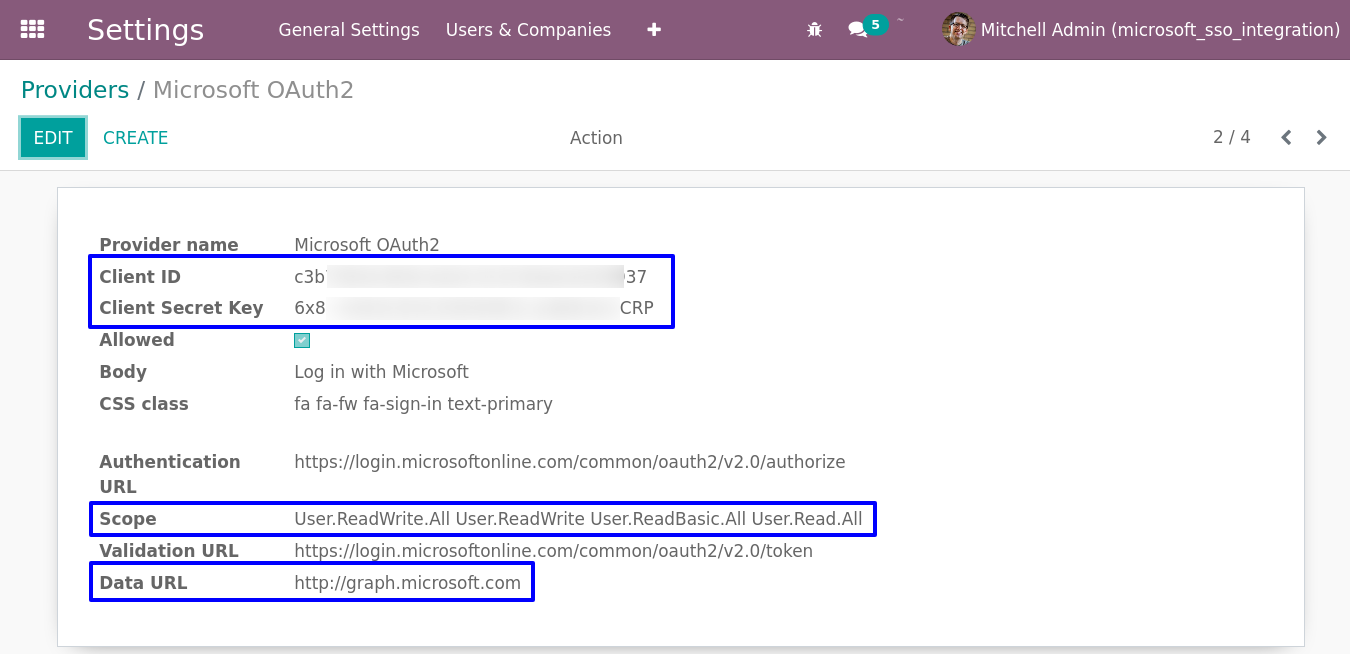 Settings General Settings Users & Companies 5 Mitchell Admin (microsoft_sso_integration)
Providers / Microsoft OAuth2
EDIT CREATE Action 2 / 4
Provider name Microsoft OAuth2
Client ID c3b 37
Client Secret Key 6x8 CRP
Allowed
Body Log in with Microsoft
CSS class fa fa-fw fa-sign-in text-primary
Authentication URL https://login.microsoftonline.com/common/oauth2/v2.0/authorize
Scope User.ReadWrite.All User.ReadWrite User.ReadBasic.All User.Read.All
Validation URL https://login.microsoftonline.com/common/oauth2/v2.0/token
Data URL http://graph.microsoft.com